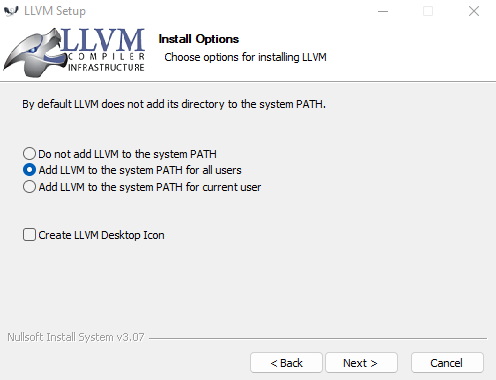 LLVM Setup
LLVM
COMPILER
INFRASTRUCTURE
Install Options
Choose options for installing LLVM
By default LLVM does not add its directory to the system PATH.
Do not add LLVM to the system PATH
Add LLVM to the system PATH for all users
Add LLVM to the system PATH for current user
Create LLVM Desktop Icon
Nullsoft Install System v3.07
< Back Next > Cancel